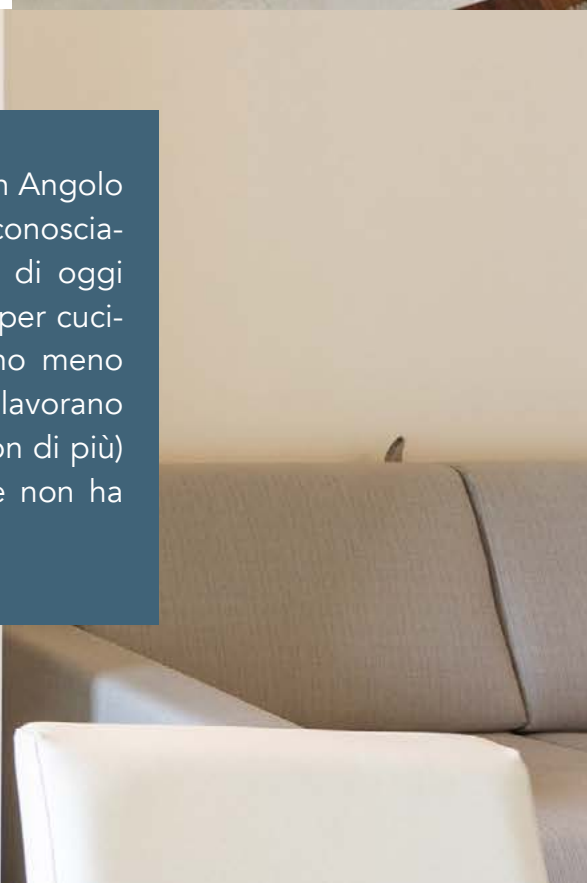 n Angolo
conoscia-
di oggi
per cuci-
no meno
lavorano
on di più)
e non ha